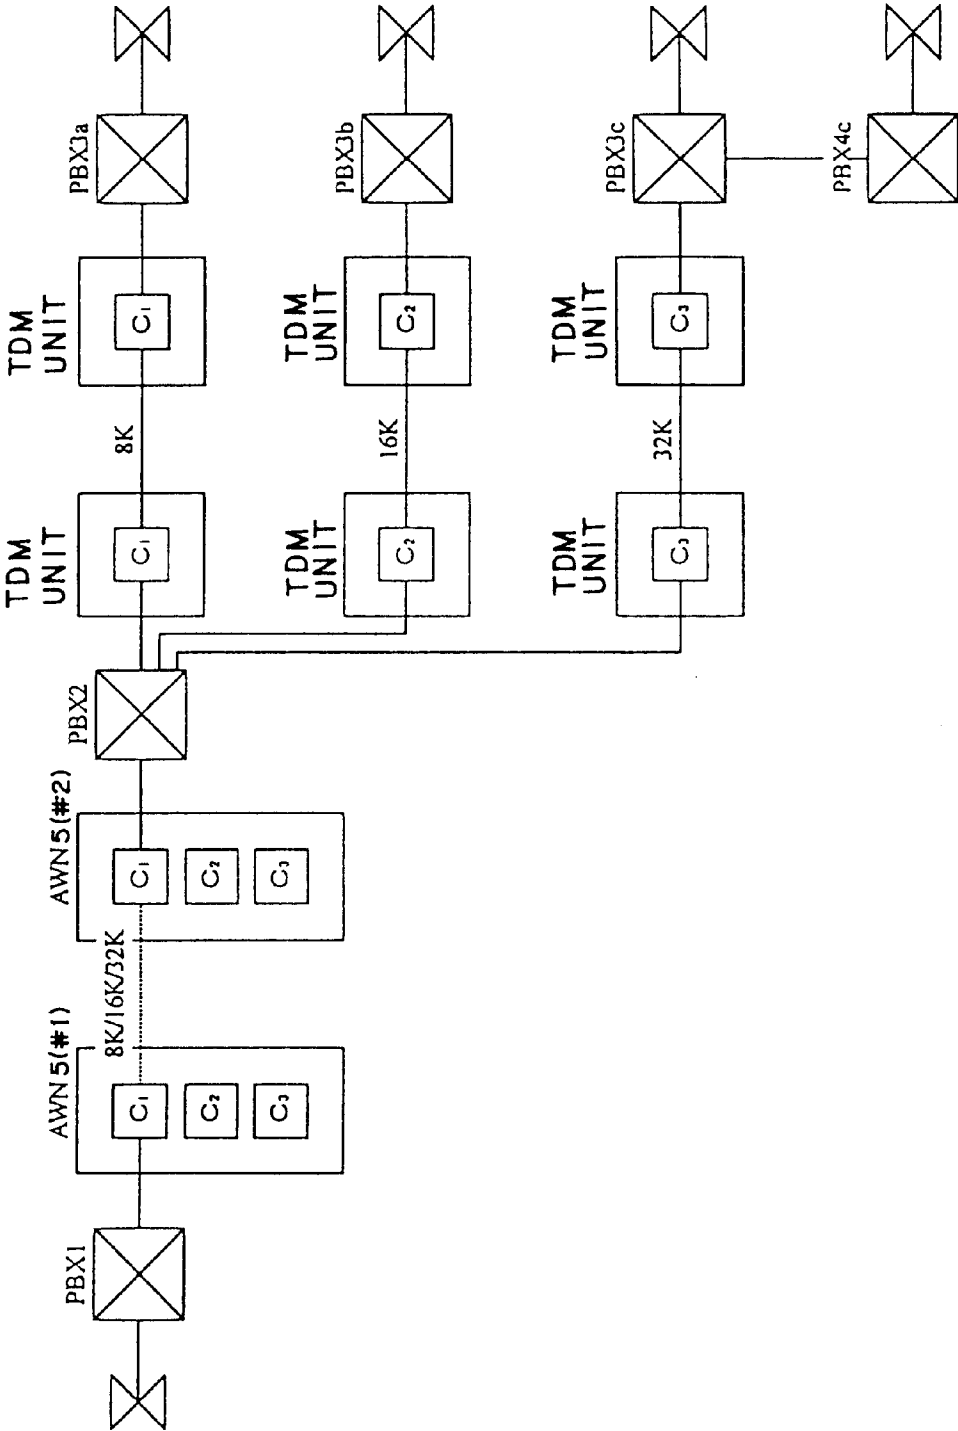 PBX3a
PBX3b
PBX3c
PBX4c
TDM
UNIT
C₁
TDM
UNIT
C₂
TDM
UNIT
C₃
8K
16K
32K
TDM
UNIT
C₁
TDM
UNIT
C₂
TDM
UNIT
C₃
PBX2
AWN5(#2)
C₁
C₂
C₃
8K/16K/32K
AWN5(#1)
C₁
C₂
C₃
PBX1